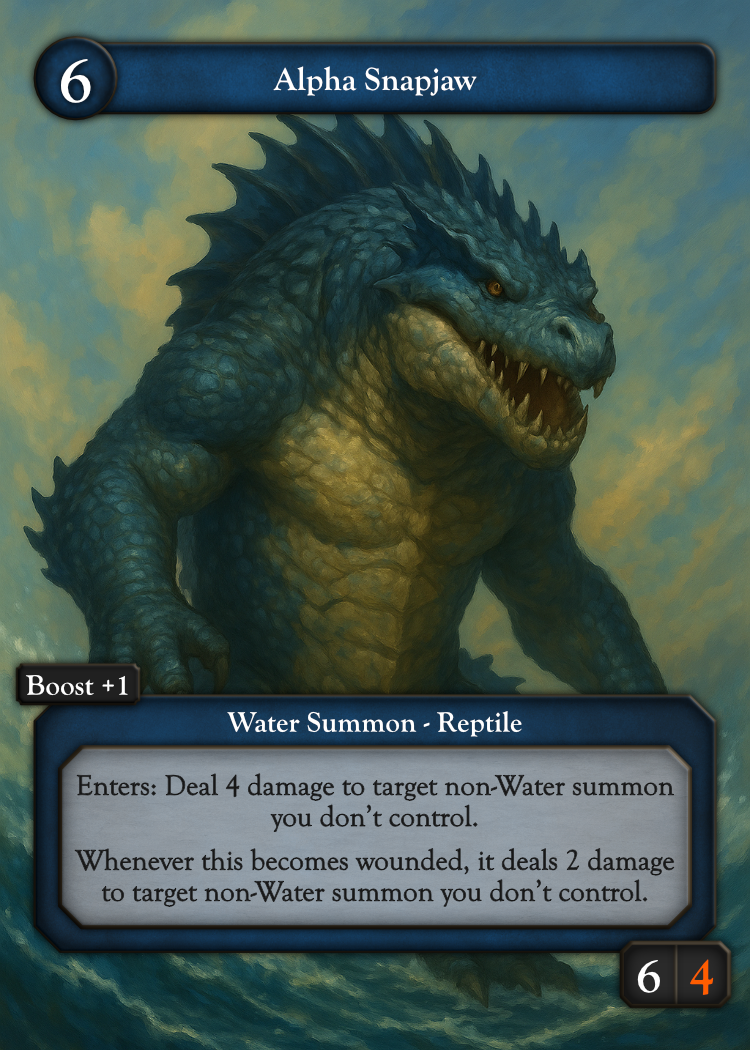 6
Alpha Snapjaw
Boost +1
Water Summon - Reptile
Enters: Deal 4 damage to target non-Water summon
you don't control.
Whenever this becomes wounded, it deals 2 damage
to target non-Water summon you don't control.
6 4